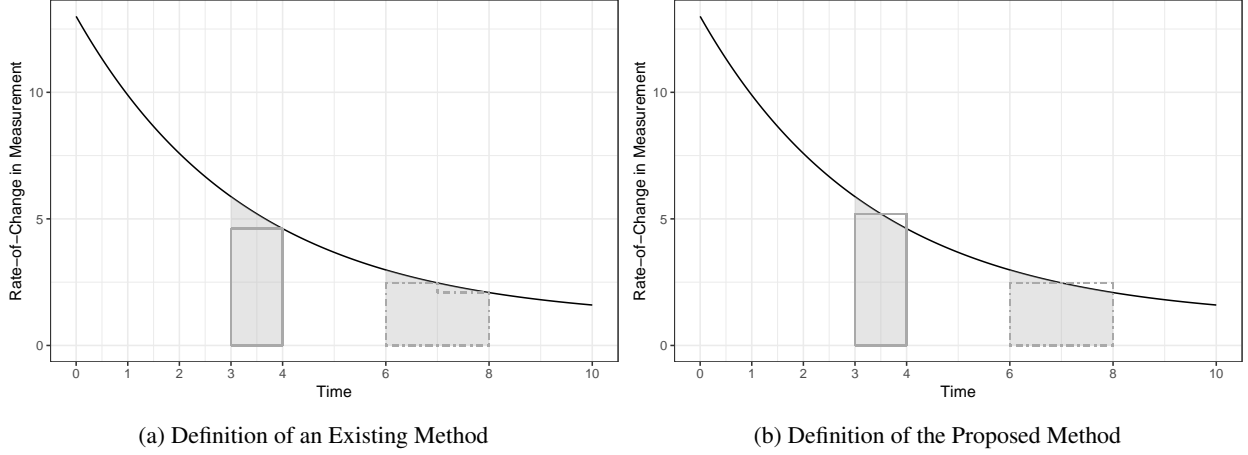 Rate−of−Change in Measurement
10
5
0
0 1 2 3 4 6 8 10
Time
(a) Definition of an Existing Method
Rate−of−Change in Measurement
10
5
0
0 1 2 3 4 6 8 10
Time
(b) Definition of the Proposed Method